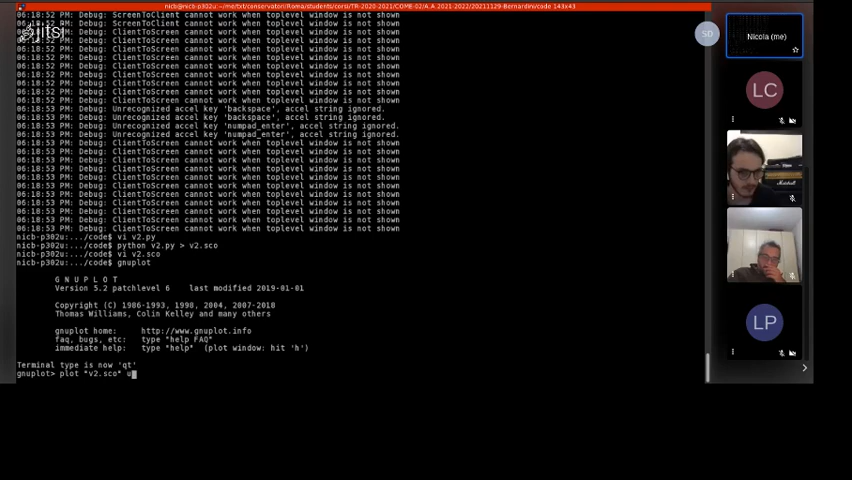 nicb@nicb-p302u: ~/me/txt/conservatori/Roma/students/corsi/TR-2020-2021/COME-02/A.A.2021-2022/20211129-Bernardini/code 143x43
06:18:52 PM: Debug: ScreenToClient cannot work when toplevel window is not shown
06:18:52 PM: Debug: ScreenToClient cannot work when toplevel window is not shown
06:18:52 PM: Debug: ClientToScreen cannot work when toplevel window is not shown
06:18:52 PM: Debug: ClientToScreen cannot work when toplevel window is not shown
06:18:52 PM: Debug: ClientToScreen cannot work when toplevel window is not shown
06:18:52 PM: Debug: ClientToScreen cannot work when toplevel window is not shown
06:18:52 PM: Debug: ClientToScreen cannot work when toplevel window is not shown
06:18:52 PM: Debug: ClientToScreen cannot work when toplevel window is not shown
06:18:52 PM: Debug: ClientToScreen cannot work when toplevel window is not shown
06:18:52 PM: Debug: ClientToScreen cannot work when toplevel window is not shown
06:18:52 PM: Debug: ClientToScreen cannot work when toplevel window is not shown
06:18:53 PM: Debug: Unrecognized accel key 'backspace', accel string ignored.
06:18:53 PM: Debug: Unrecognized accel key 'backspace', accel string ignored.
06:18:53 PM: Debug: Unrecognized accel key 'numpad_enter', accel string ignored.
06:18:53 PM: Debug: Unrecognized accel key 'numpad_enter', accel string ignored.
06:18:53 PM: Debug: ClientToScreen cannot work when toplevel window is not shown
06:18:53 PM: Debug: ClientToScreen cannot work when toplevel window is not shown
06:18:53 PM: Debug: ClientToScreen cannot work when toplevel window is not shown
06:18:53 PM: Debug: ClientToScreen cannot work when toplevel window is not shown
06:18:53 PM: Debug: ClientToScreen cannot work when toplevel window is not shown
06:18:53 PM: Debug: ClientToScreen cannot work when toplevel window is not shown
06:18:53 PM: Debug: ClientToScreen cannot work when toplevel window is not shown
06:18:53 PM: Debug: ClientToScreen cannot work when toplevel window is not shown
06:18:53 PM: Debug: ClientToScreen cannot work when toplevel window is not shown
06:18:53 PM: Debug: ClientToScreen cannot work when toplevel window is not shown
06:18:53 PM: Debug: ClientToScreen cannot work when toplevel window is not shown
nicb-p302u:.../code$ vi v2.py
nicb-p302u:.../code$ python v2.py > v2.sco
nicb-p302u:.../code$ vi v2.sco
nicb-p302u:.../code$ gnuplot
G N U P L O T
Version 5.2 patchlevel 6 last modified 2019-01-01
Copyright (C) 1986-1993, 1998, 2004, 2007-2018
Thomas Williams, Colin Kelley and many others
gnuplot home: http://www.gnuplot.info
faq, bugs, etc: type "help FAQ"
immediate help: type "help" (plot window: hit 'h')
Terminal type is now 'qt'
gnuplot> plot "v2.sco" u
jitsi
SD
Nicola (me)
LC
Marshall
LP